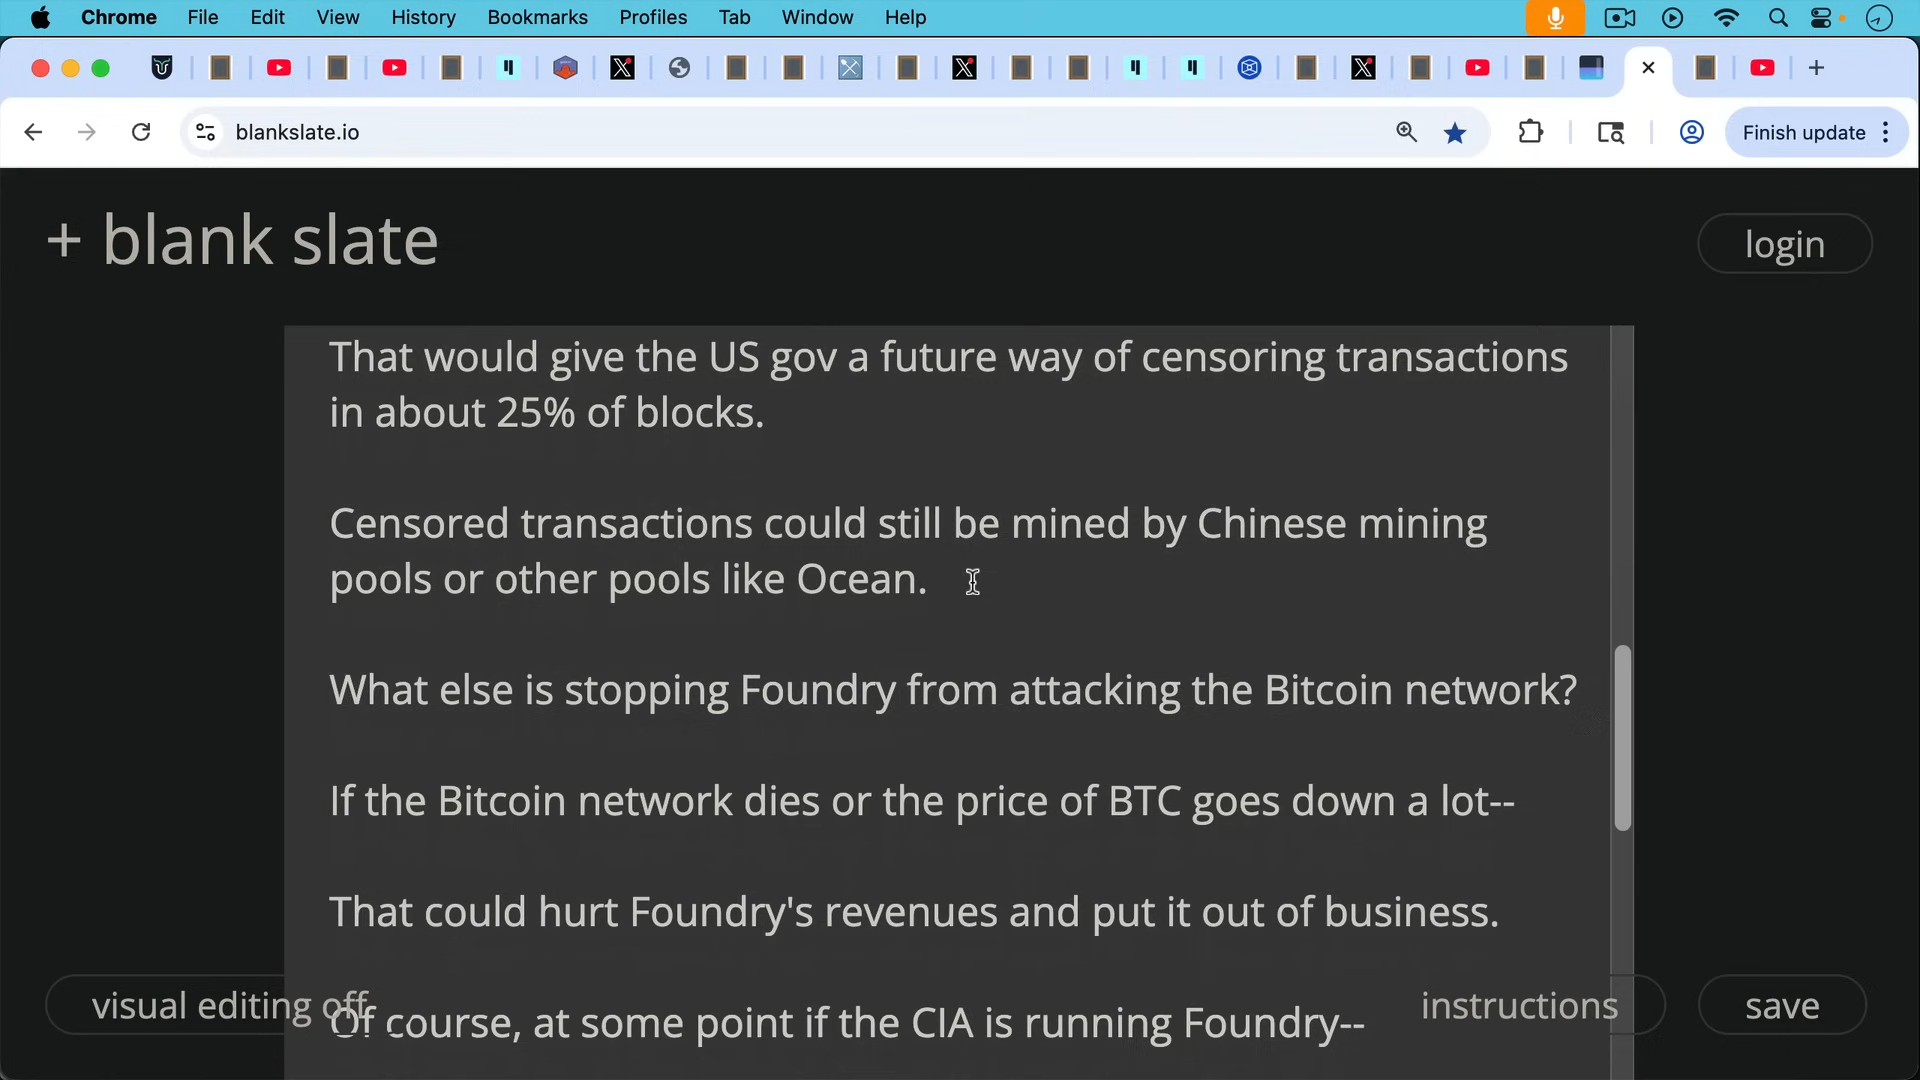 Chrome File Edit View History Bookmarks Profiles Tab Window Help
blankslate.io
Finish update
+ blank slate
login
That would give the US gov a future way of censoring transactions
in about 25% of blocks.
Censored transactions could still be mined by Chinese mining
pools or other pools like Ocean.
What else is stopping Foundry from attacking the Bitcoin network?
If the Bitcoin network dies or the price of BTC goes down a lot--
That could hurt Foundry's revenues and put it out of business.
Of course, at some point if the CIA is running Foundry--
visual editing off
instructions
save